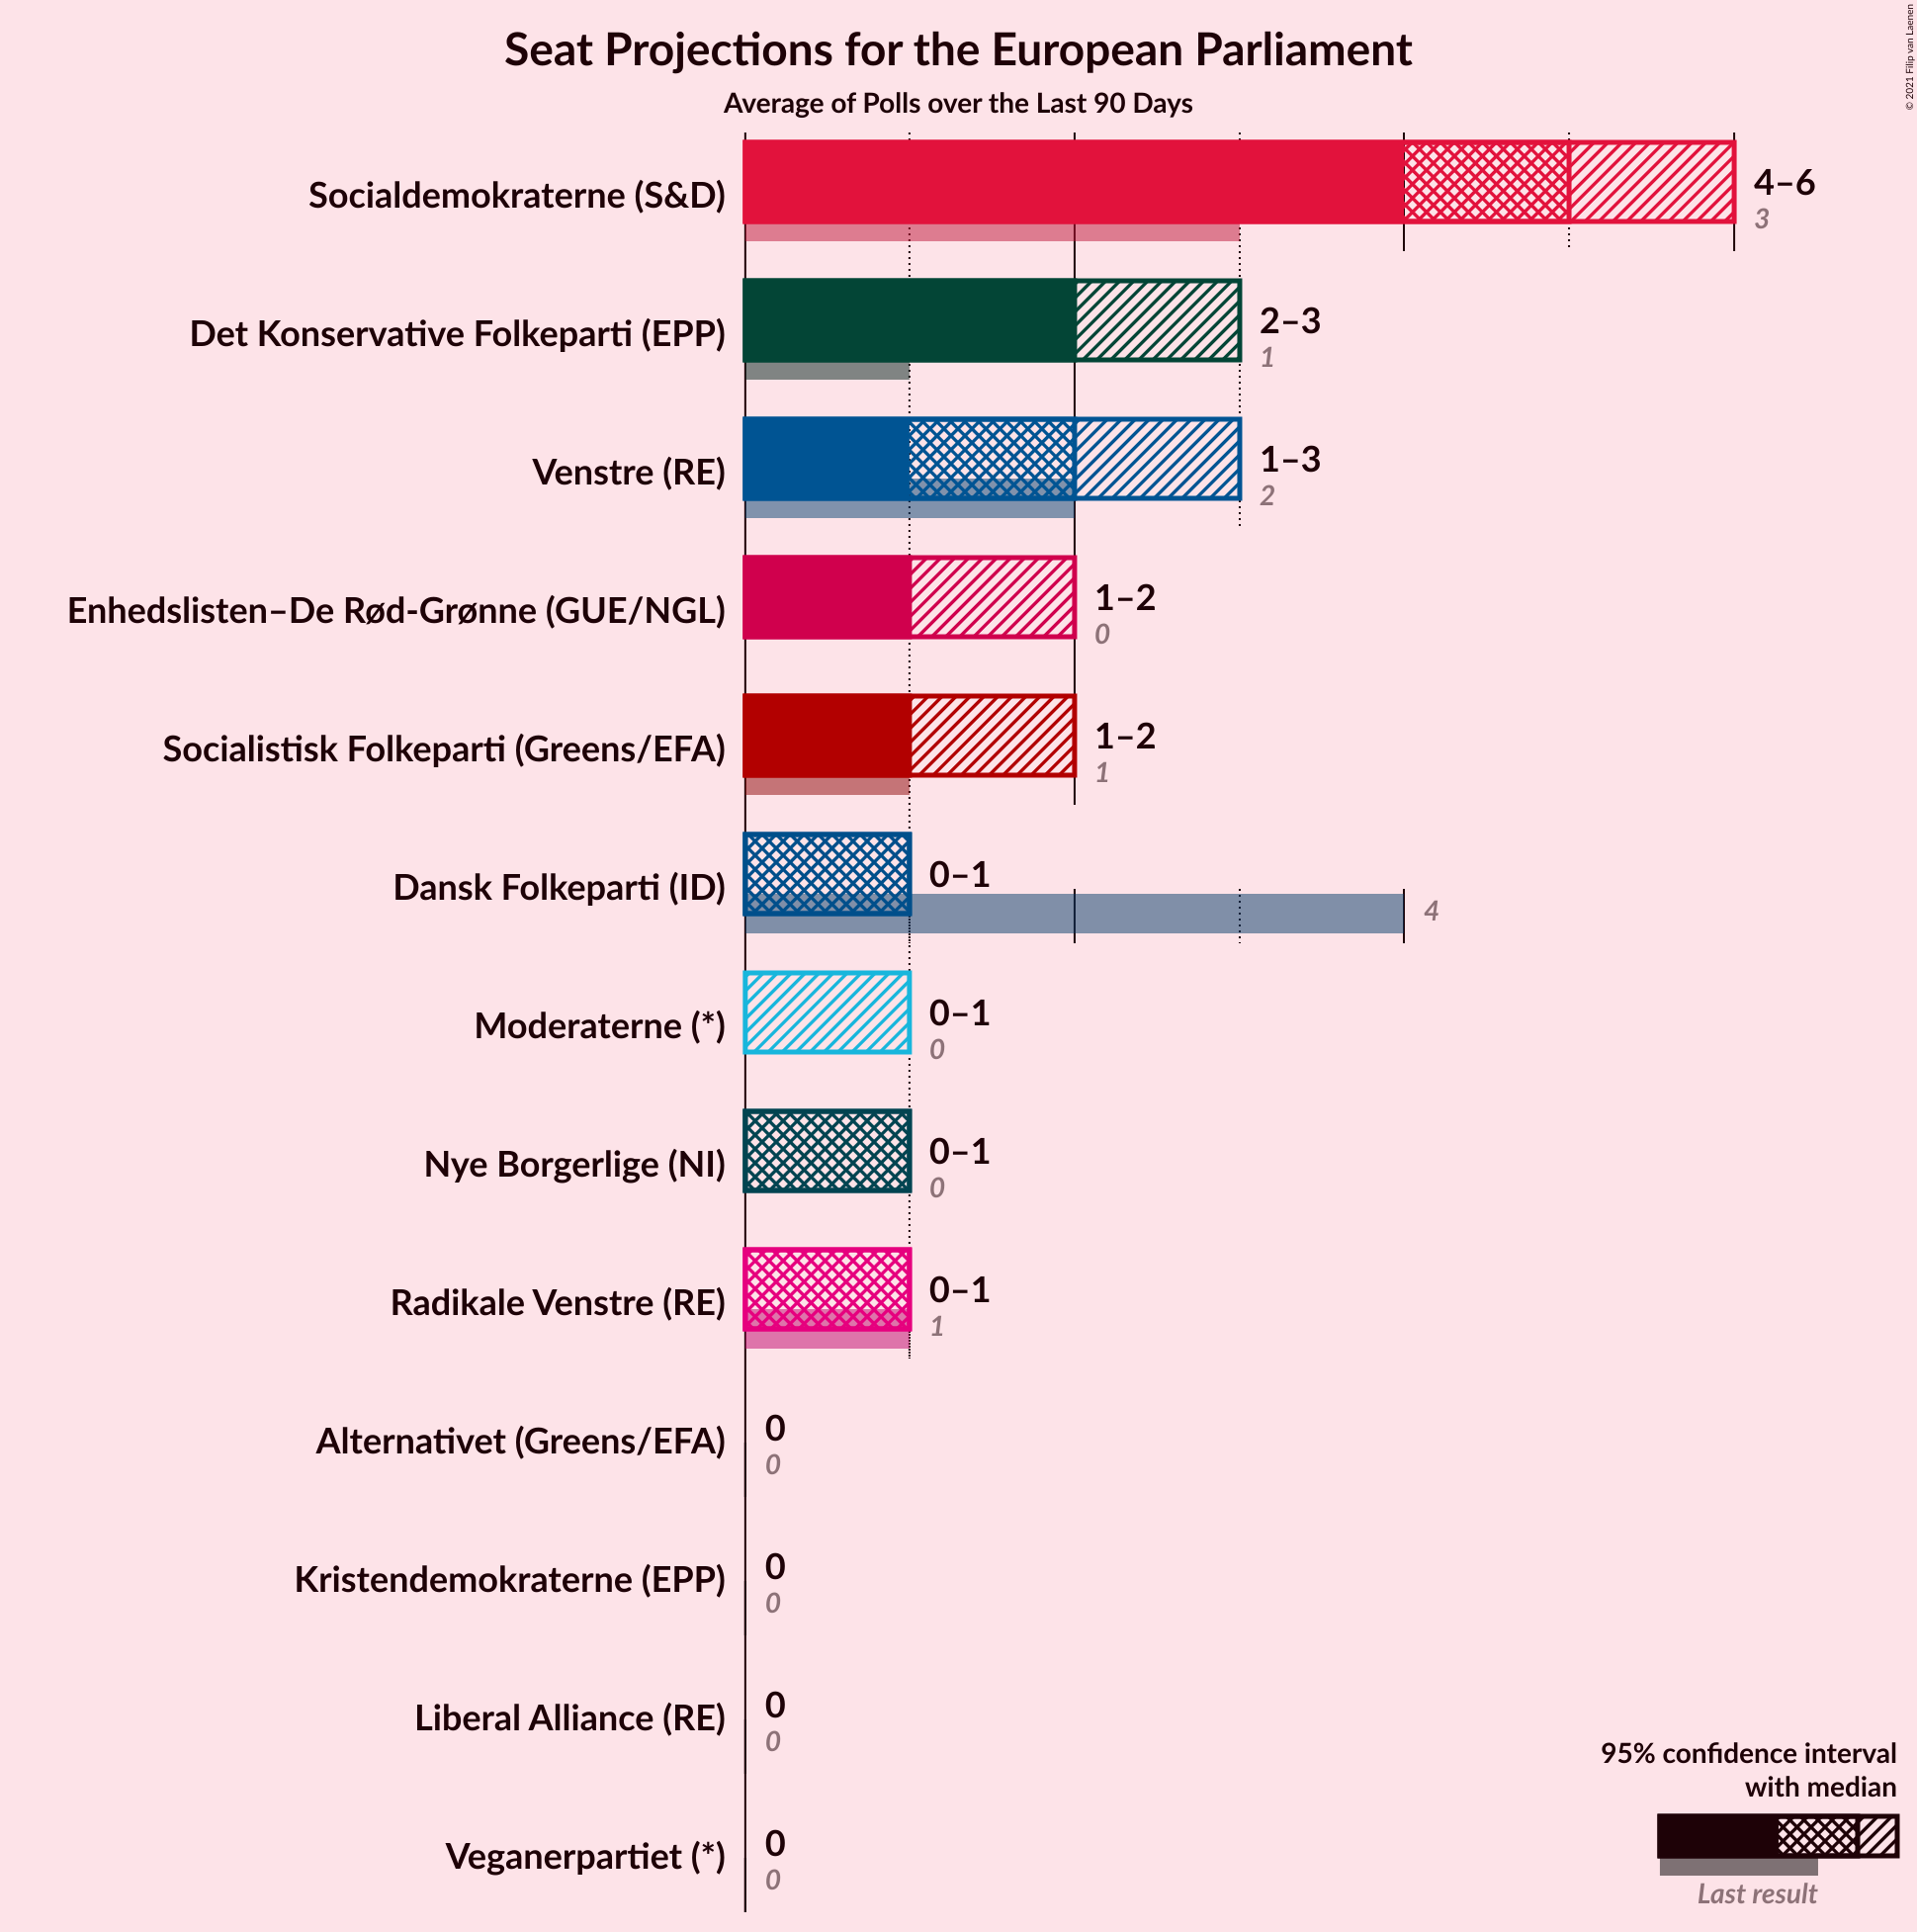 Seat Projections for the European Parliament
Average of Polls over the Last 90 Days
© 2021 Filip van Laenen
Socialdemokraterne (S&D)
4–6
3
Det Konservative Folkeparti (EPP)
2–3
1
Venstre (RE)
1–3
2
Enhedslisten–De Rød-Grønne (GUE/NGL)
1–2
0
Socialistisk Folkeparti (Greens/EFA)
1–2
1
Dansk Folkeparti (ID)
0–1
4
Moderaterne (*)
0–1
0
Nye Borgerlige (NI)
0–1
0
Radikale Venstre (RE)
0–1
1
Alternativet (Greens/EFA)
0
0
Kristendemokraterne (EPP)
0
0
Liberal Alliance (RE)
0
0
Veganerpartiet (*)
0
0
95% confidence interval
with median
Last result